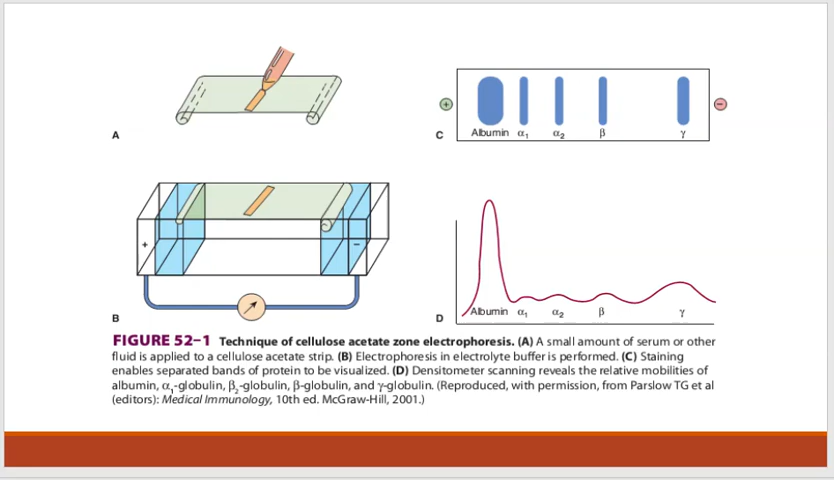 A
+
Albumin α₁ α₂ β γ
−
C
+
−
B
Albumin α₁ α₂ β γ
D
FIGURE 52–1 Technique of cellulose acetate zone electrophoresis. (A) A small amount of serum or other
fluid is applied to a cellulose acetate strip. (B) Electrophoresis in electrolyte buffer is performed. (C) Staining
enables separated bands of protein to be visualized. (D) Densitometer scanning reveals the relative mobilities of
albumin, α₁-globulin, β₂-globulin, β-globulin, and γ-globulin. (Reproduced, with permission, from Parslow TG et al
(editors): Medical Immunology, 10th ed. McGraw-Hill, 2001.)